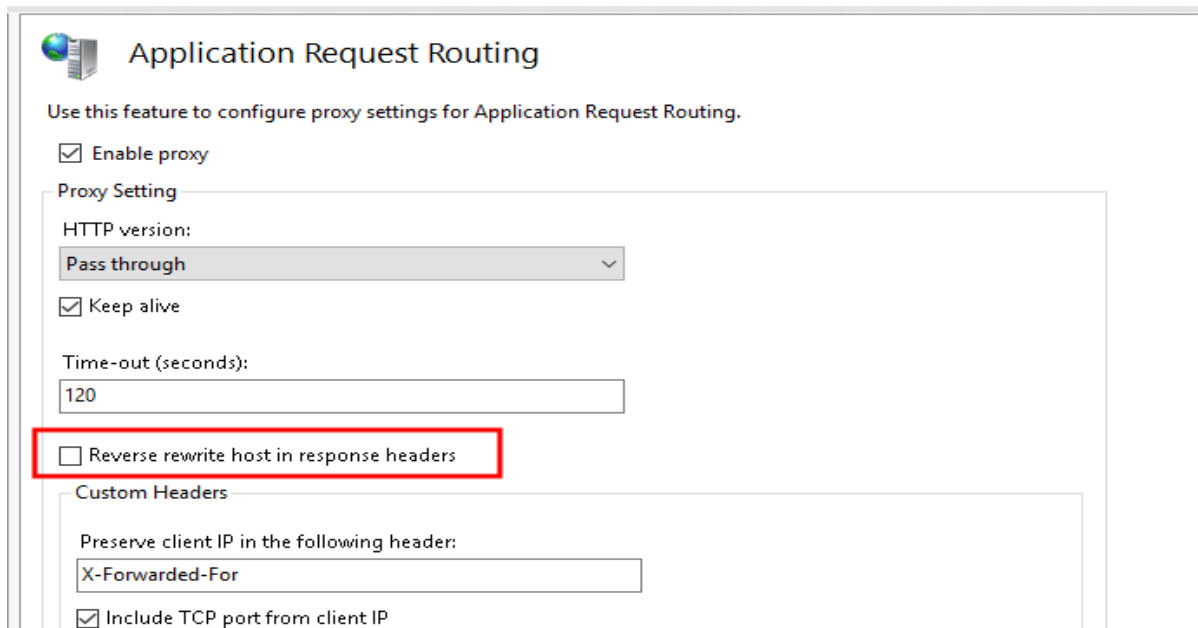 Application Request Routing
Use this feature to configure proxy settings for Application Request Routing.
Enable proxy
Proxy Setting
HTTP version:
Pass through
Keep alive
Time-out (seconds):
120
Reverse rewrite host in response headers
Custom Headers
Preserve client IP in the following header:
X-Forwarded-For
Include TCP port from client IP